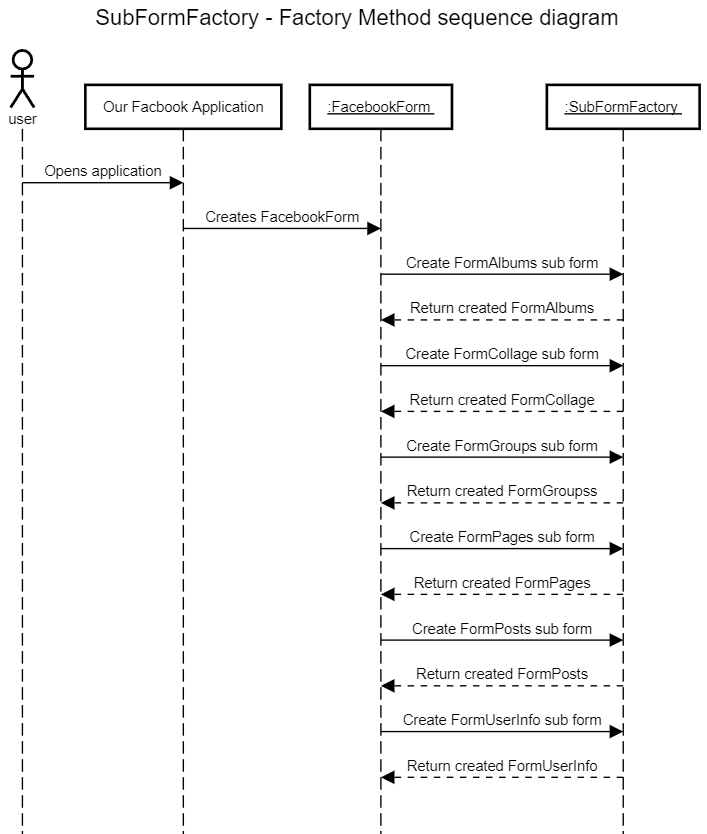 SubFormFactory - Factory Method sequence diagram
user
Our Facbook Application
:FacebookForm
:SubFormFactory
Opens application
Creates FacebookForm
Create FormAlbums sub form
Return created FormAlbums
Create FormCollage sub form
Return created FormCollage
Create FormGroups sub form
Return created FormGroupss
Create FormPages sub form
Return created FormPages
Create FormPosts sub form
Return created FormPosts
Create FormUserInfo sub form
Return created FormUserInfo